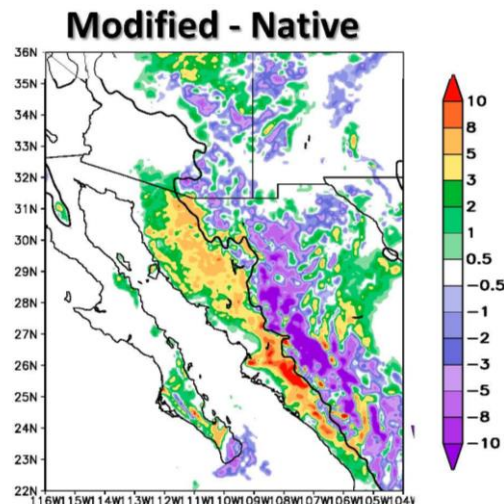 Modified - Native
36N
35N
34N
33N
32N
31N
30N
29N
28N
27N
26N
25N
24N
23N
22N
116W115W114W113W112W111W110W109W108W107W106W105W104W
10
8
5
3
2
1
0.5
-0.5
-1
-2
-3
-5
-8
-10